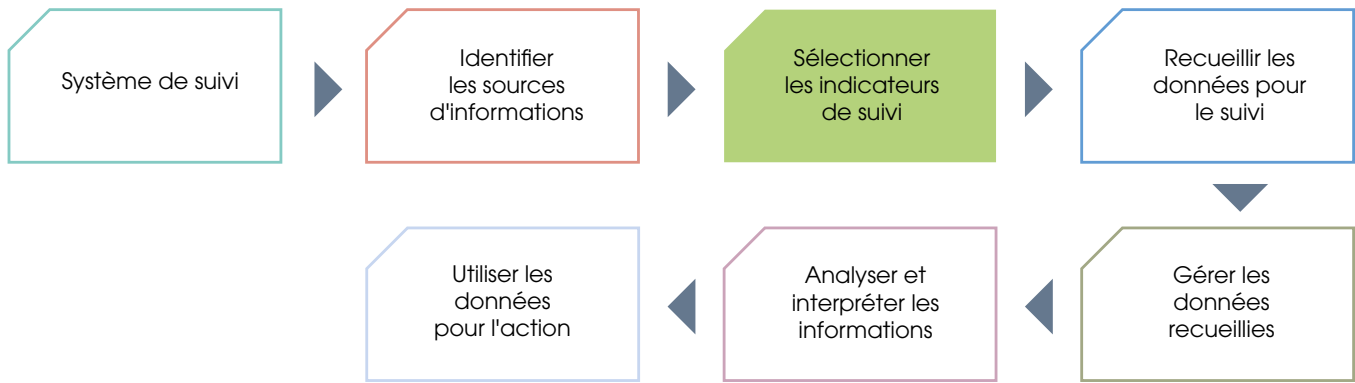 Système de suivi
Identifier
les sources
d'informations
Sélectionner
les indicateurs
de suivi
Recueillir les
données pour
le suivi
Gérer les
données
recueillies
Analyser et
interpréter les
informations
Utiliser les
données
pour l'action